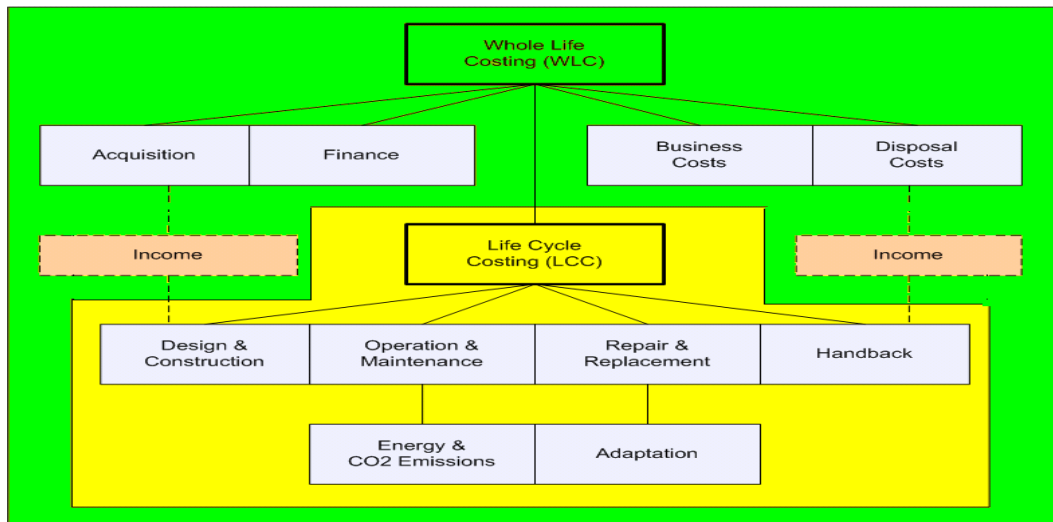 Whole Life
Costing (WLC)
Acquisition
Finance
Business
Costs
Disposal
Costs
Income
Income
Life Cycle
Costing (LCC)
Design &
Construction
Operation &
Maintenance
Repair &
Replacement
Handback
Energy &
CO2 Emissions
Adaptation